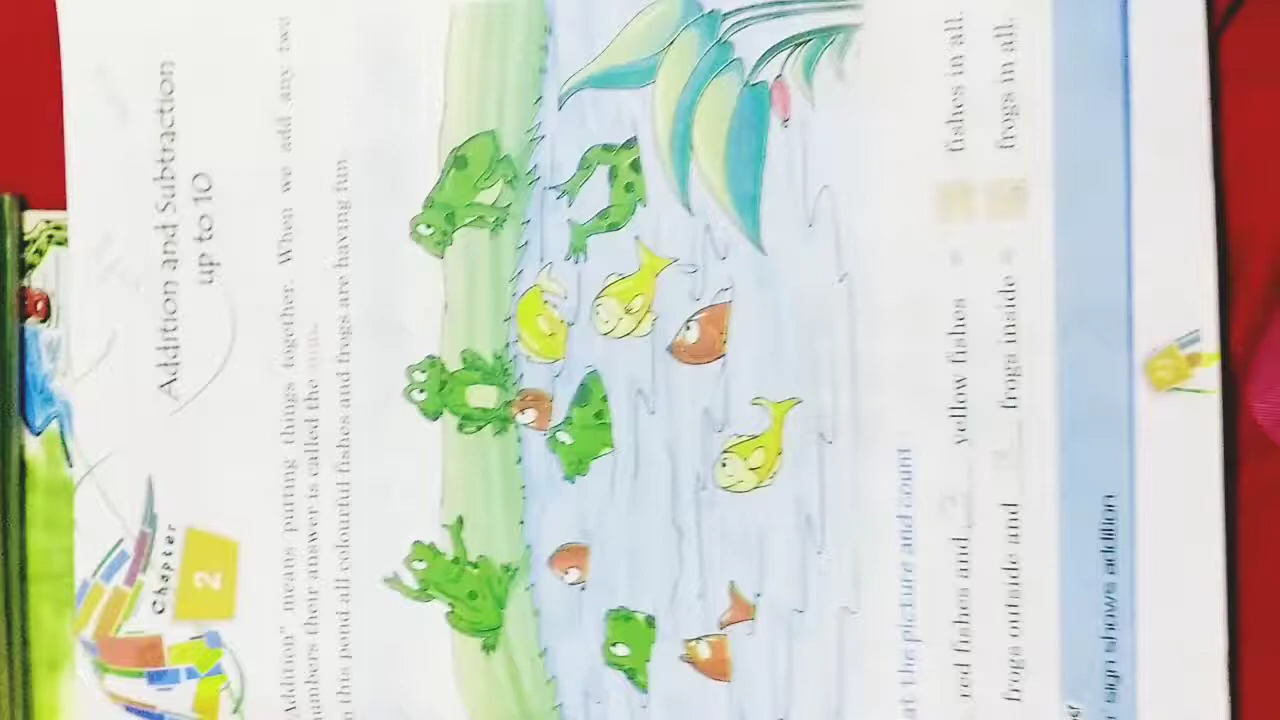 Chapter
2
Addition and Subtraction
up to 10
Addition" means putting things together. When we add any two
numbers their answer is called the
this pond all colourful fishes and frogs are having fun
at the picture and count
red fishes and yellow fishes = fishes in all.
frogs outside and frogs inside = frogs in all.
sign shows addition